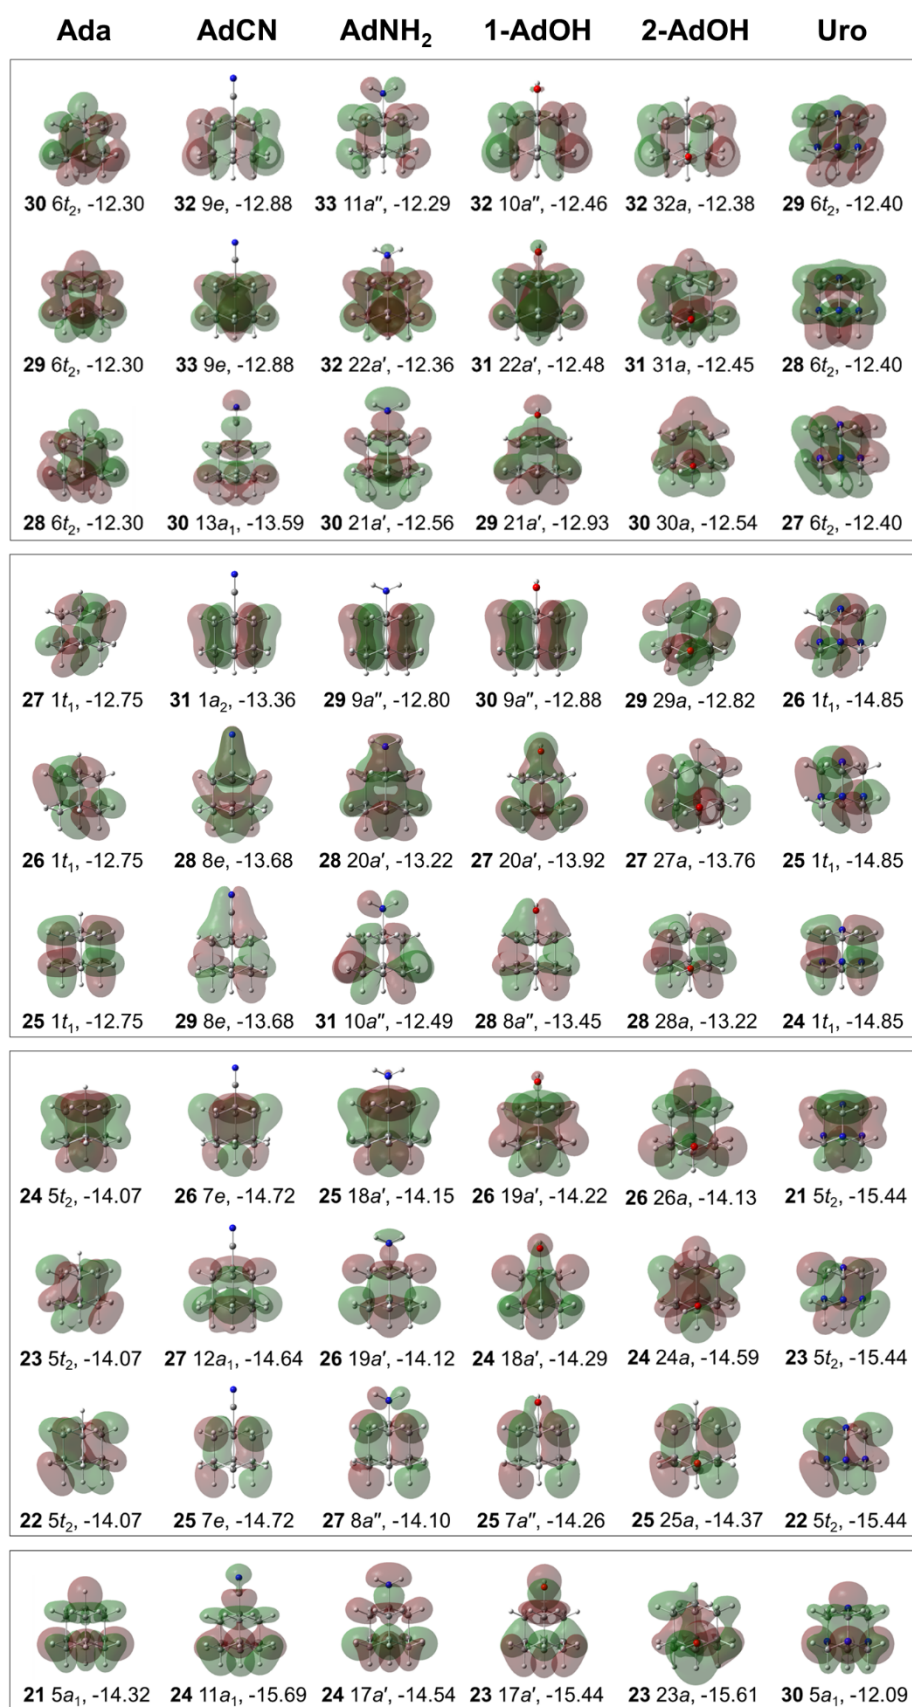 Ada AdCN AdNH₂ 1-AdOH 2-AdOH Uro
30 6t₂, -12.30 32 9e, -12.88 33 11a″, -12.29 32 10a″, -12.46 32 32a, -12.38 29 6t₂, -12.40
29 6t₂, -12.30 33 9e, -12.88 32 22a′, -12.36 31 22a′, -12.48 31 31a, -12.45 28 6t₂, -12.40
28 6t₂, -12.30 30 13a₁, -13.59 30 21a′, -12.56 29 21a′, -12.93 30 30a, -12.54 27 6t₂, -12.40
27 1t₁, -12.75 31 1a₂, -13.36 29 9a″, -12.80 30 9a″, -12.88 29 29a, -12.82 26 1t₁, -14.85
26 1t₁, -12.75 28 8e, -13.68 28 20a′, -13.22 27 20a′, -13.92 27 27a, -13.76 25 1t₁, -14.85
25 1t₁, -12.75 29 8e, -13.68 31 10a″, -12.49 28 8a″, -13.45 28 28a, -13.22 24 1t₁, -14.85
24 5t₂, -14.07 26 7e, -14.72 25 18a′, -14.15 26 19a′, -14.22 26 26a, -14.13 21 5t₂, -15.44
23 5t₂, -14.07 27 12a₁, -14.64 26 19a′, -14.12 24 18a′, -14.29 24 24a, -14.59 23 5t₂, -15.44
22 5t₂, -14.07 25 7e, -14.72 27 8a″, -14.10 25 7a″, -14.26 25 25a, -14.37 22 5t₂, -15.44
21 5a₁, -14.32 24 11a₁, -15.69 24 17a′, -14.54 23 17a′, -15.44 23 23a, -15.61 30 5a₁, -12.09